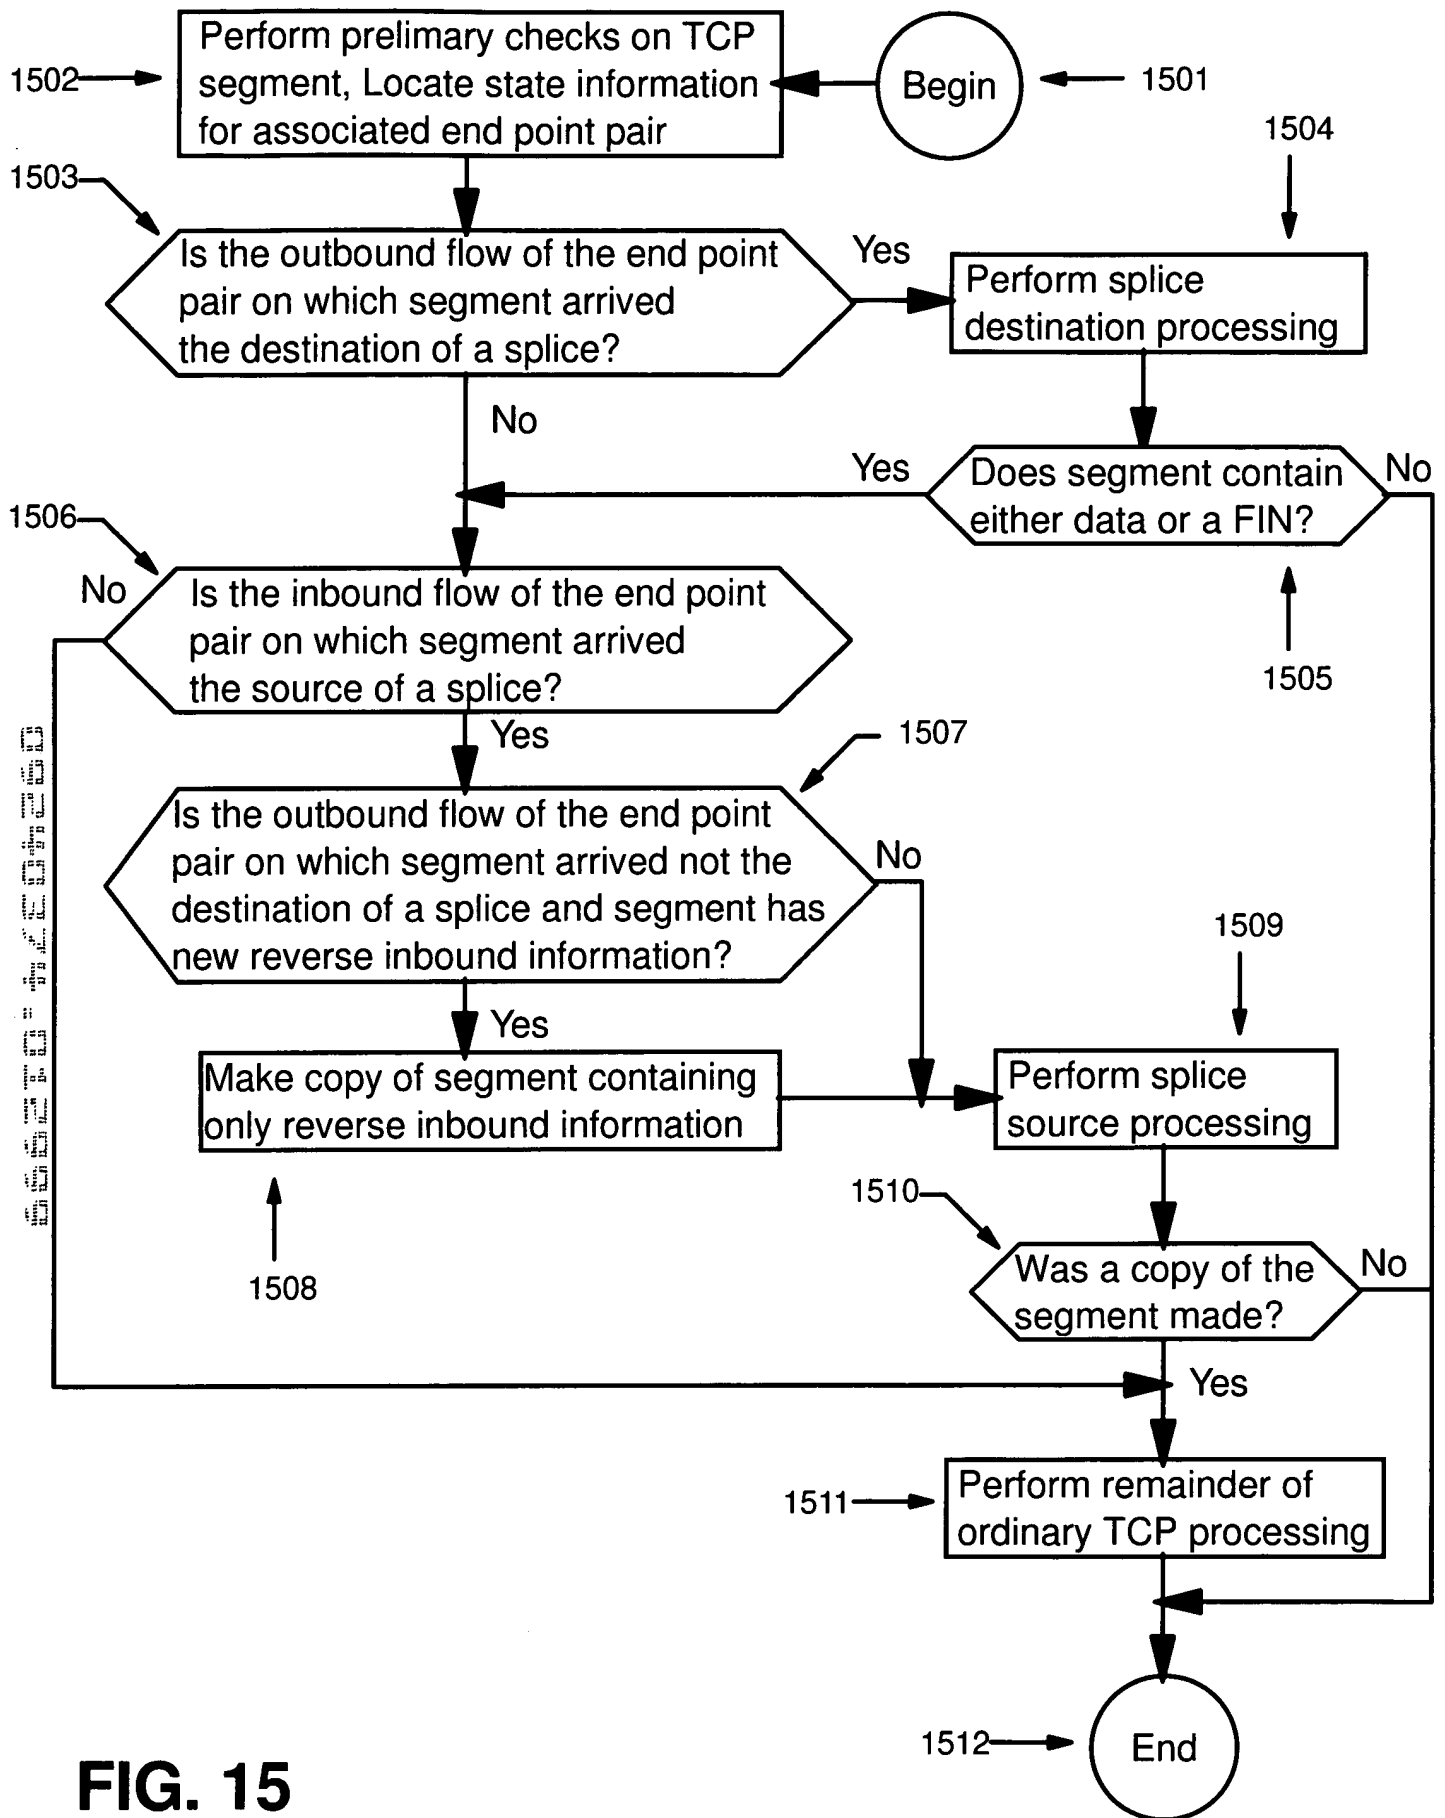 Perform prelimary checks on TCP
segment, Locate state information
for associated end point pair
Begin
1501
1502
1503
1504
Is the outbound flow of the end point
pair on which segment arrived
the destination of a splice?
Yes
Perform splice
destination processing
No
Yes
Does segment contain
either data or a FIN?
No
1505
1506
No
Is the inbound flow of the end point
pair on which segment arrived
the source of a splice?
Yes
1507
Is the outbound flow of the end point
pair on which segment arrived not the
destination of a splice and segment has
new reverse inbound information?
No
Yes
1509
Make copy of segment containing
only reverse inbound information
Perform splice
source processing
1508
1510
Was a copy of the
segment made?
No
Yes
1511
Perform remainder of
ordinary TCP processing
1512
End
FIG. 15